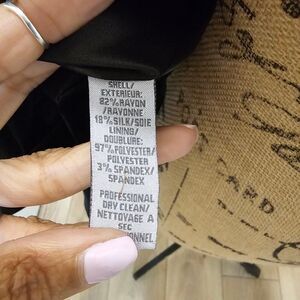 SHELL/
EXTERIEUR:
82%RAYON
/RAYONNE
18%SILK/SOIE
LINING/
DOUBLURE:
97%POLYESTER/
POLYESTER
3% SPANDEX/
SPANDEX
PROFESSIONAL
DRY CLEAN/
NETTOYAGE A
SEC
ARD